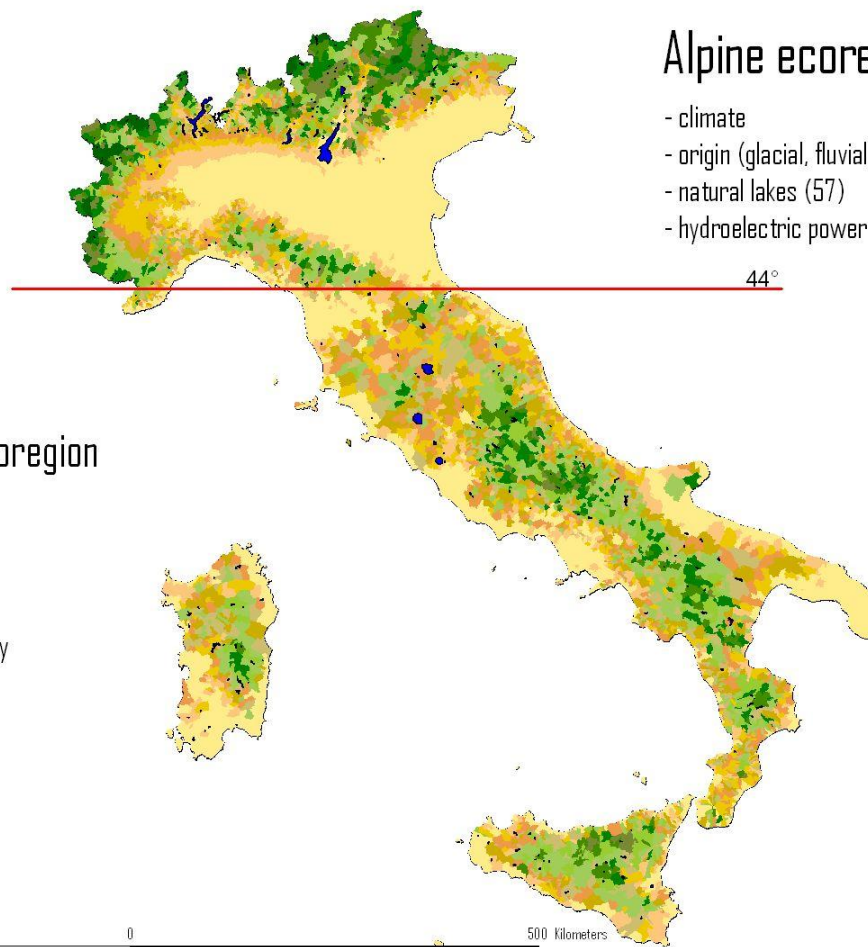 Alpine ecore
- climate
- origin (glacial, fluvial
- natural lakes (57)
- hydroelectric power
44°
oregion
y
0
500 Kilometers